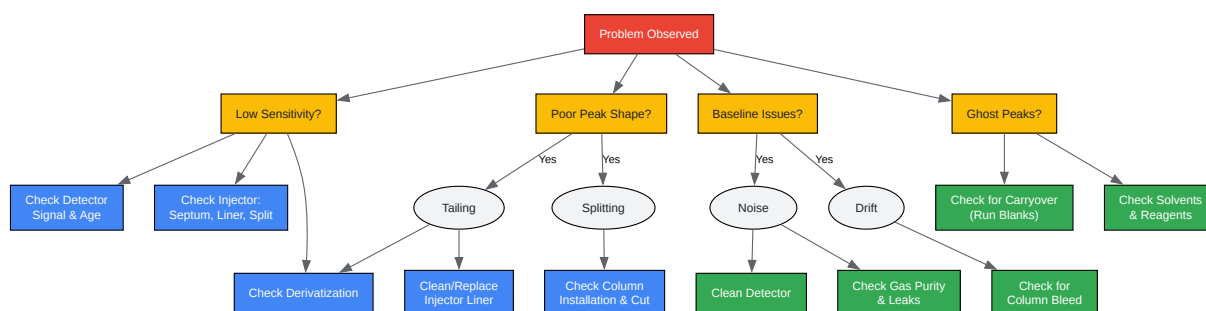 Problem Observed
Low Sensitivity?
Poor Peak Shape?
Baseline Issues?
Ghost Peaks?
Yes
Yes
Yes
Yes
Check Detector
Signal & Age
Check Injector:
Septum, Liner, Split
Tailing
Splitting
Noise
Drift
Check for Carryover
(Run Blanks)
Check Solvents
& Reagents
Check Derivatization
Clean/Replace
Injector Liner
Check Column
Installation & Cut
Clean Detector
Check Gas Purity
& Leaks
Check for
Column Bleed